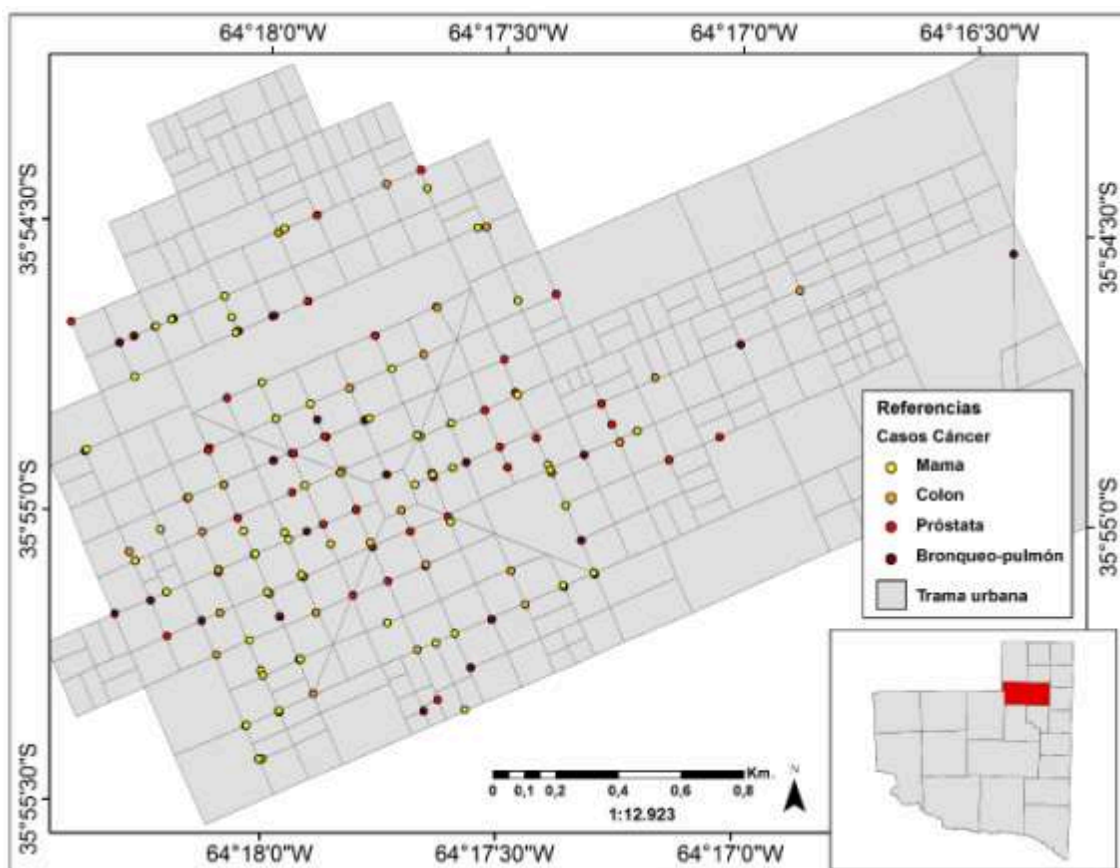 64°18'0"W 64°17'30"W 64°17'0"W 64°16'30"W
35°54'30"S
35°54'30"S
35°55'0"S
35°55'0"S
35°55'30"S
Referencias
Casos Cáncer
Mama
Colon
Próstata
Bronqueo-pulmón
Trama urbana
Km.
0 0,1 0,2 0,4 0,6 0,8
1:12.923
N
64°18'0"W 64°17'30"W 64°17'0"W